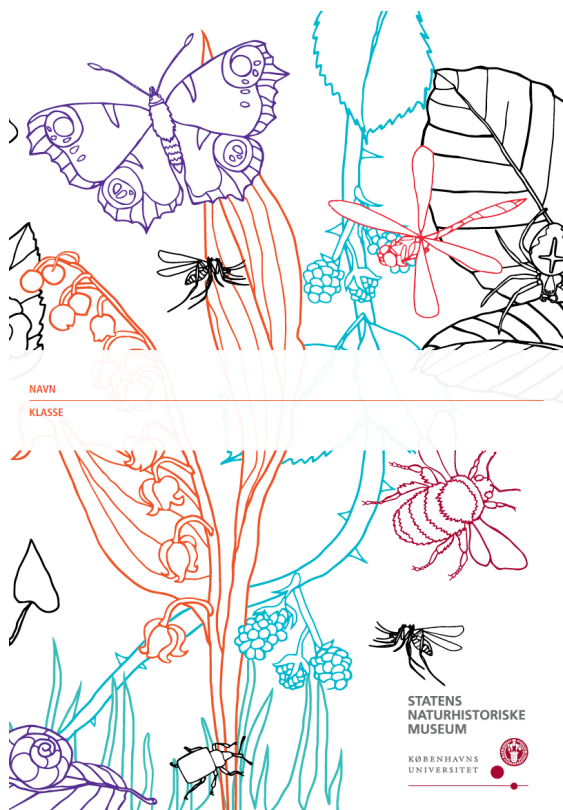 NAVN
KLASSE
STATENS
NATURHISTORISKE
MUSEUM
KØBENHAVNS
UNIVERSITET